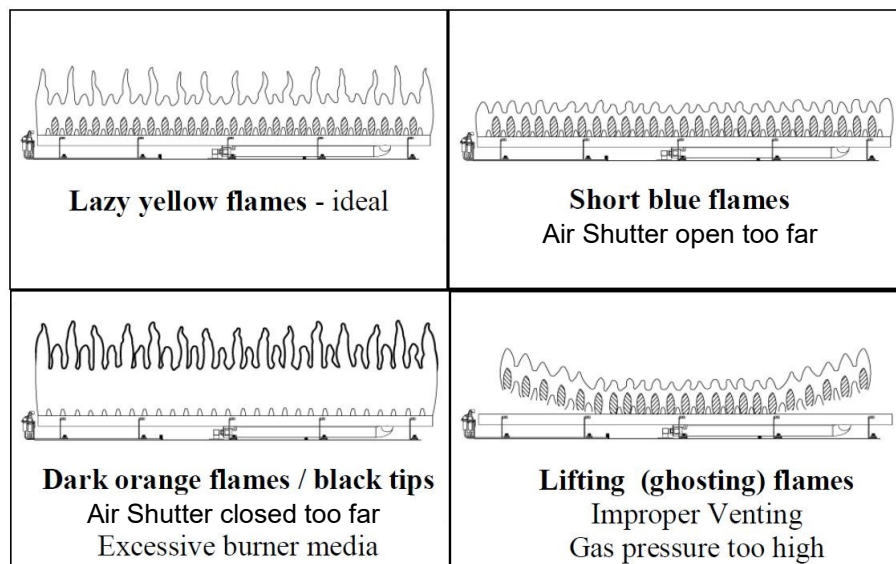 Lazy yellow flames - ideal
Short blue flames
Air Shutter open too far
Dark orange flames / black tips
Air Shutter closed too far
Excessive burner media
Lifting (ghosting) flames
Improper Venting
Gas pressure too high